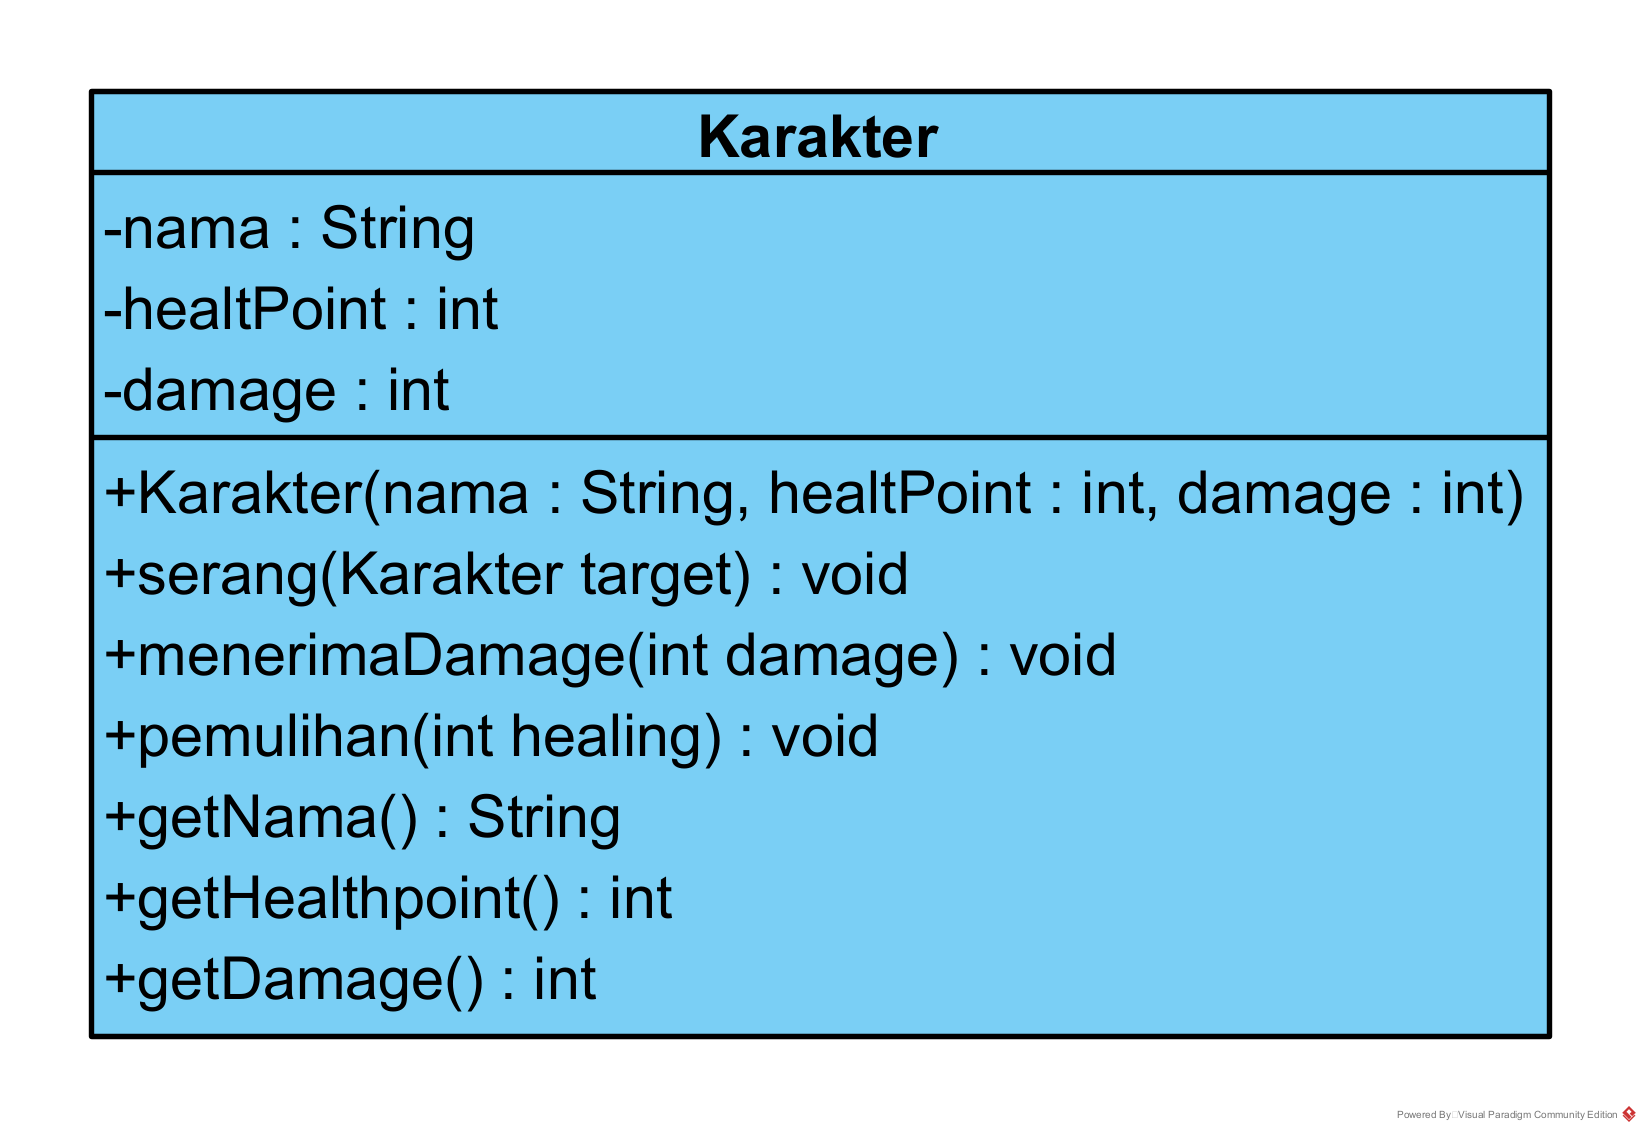 Karakter
-nama : String
-healtPoint : int
-damage : int
+Karakter(nama : String, healtPoint : int, damage : int)
+serang(Karakter target) : void
+menerimaDamage(int damage) : void
+pemulihan(int healing) : void
+getNama() : String
+getHealthpoint() : int
+getDamage() : int
Powered By Visual Paradigm Community Edition